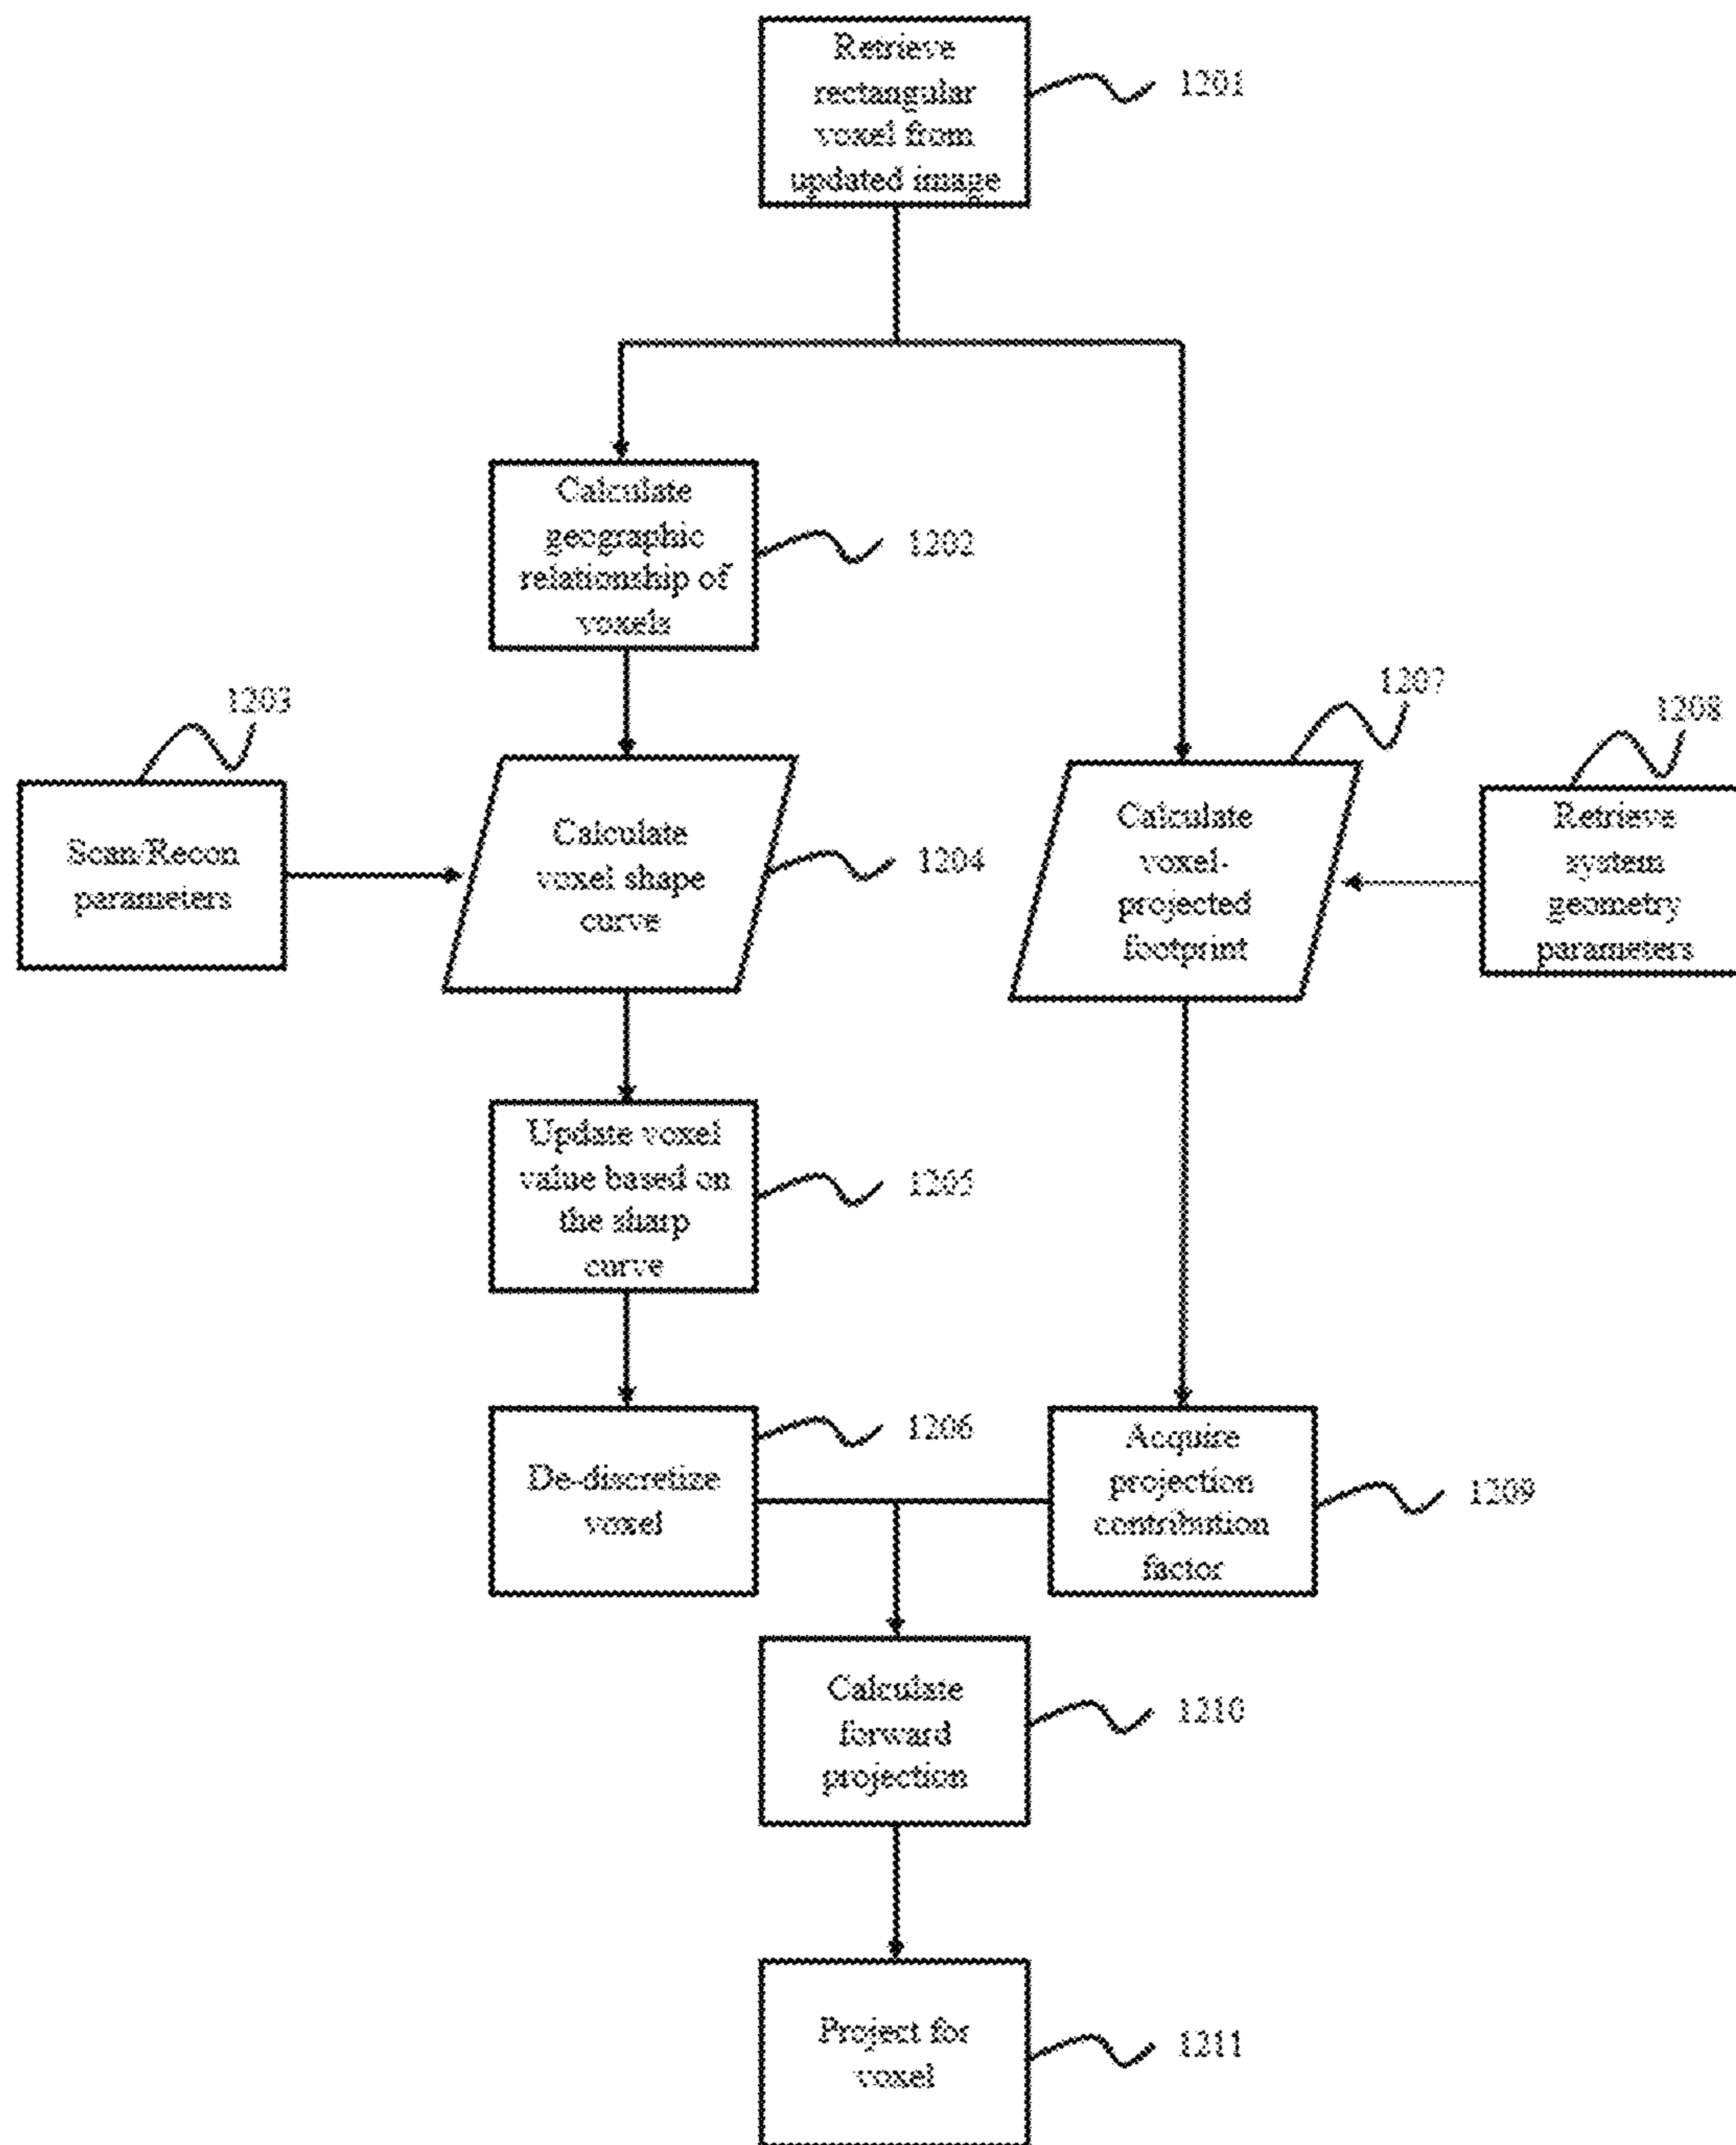 Retrieve
rectangular
voxel from
updated image
1201
Calculate
geographic
relationship of
voxels
1202
1203
Scan/Recon
parameters
Calculate
voxel shape
curve
1204
1207
Calculate
voxel-
projected
footprint
1208
Retrieve
system
geometry
parameters
Update voxel
value based on
the sharp
curve
1205
De-discretize
voxel
1206
Acquire
projection
contribution
factor
1209
Calculate
forward
projection
1210
Project for
voxel
1211